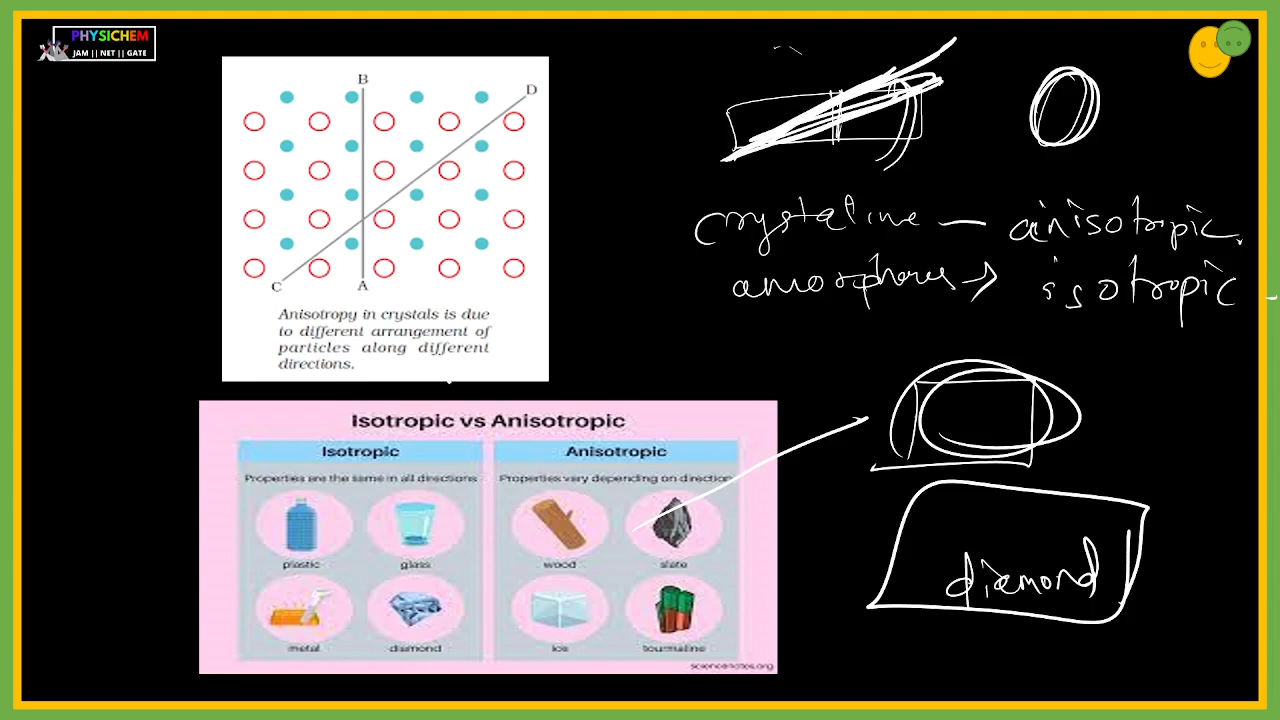 PHYSICHEM
JAM || NET || GATE
B
D
C
A
Anisotropy in crystals is due
to different arrangement of
particles along different
directions.
crystaline — anisotropic.
amorphous → isotropic
Isotropic vs Anisotropic
Isotropic
Anisotropic
Properties are the same in all directions
Properties vary depending on direction
plastic
glass
wood
slate
metal
diamond
ice
tourmaline
sciencenotes.org
diamond